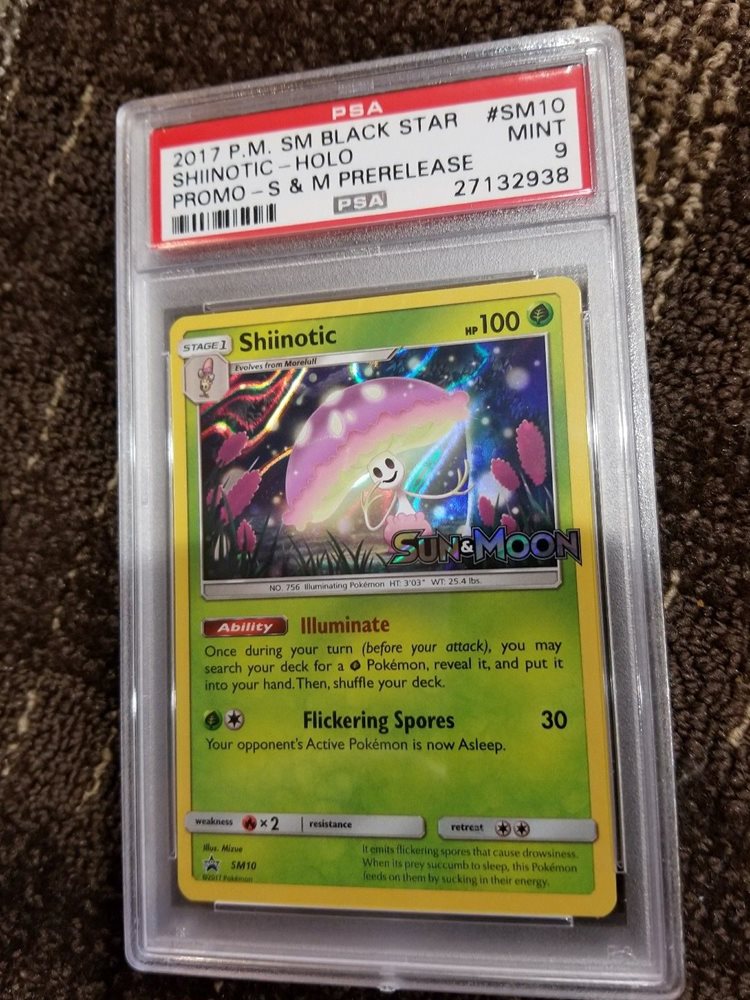 PSA
2017 P.M. SM BLACK STAR #SM10
SHIINOTIC-HOLO MINT
PROMO-S & M PRERELEASE 9
PSA 27132938
STAGE 1 Shiinotic HP 100
Evolves from Morelull
SUN & MOON
NO. 756 Illuminating Pokémon HT: 3'03" WT: 25.4 lbs.
Ability Illuminate
Once during your turn (before your attack), you may
search your deck for a Pokémon, reveal it, and put it
into your hand. Then, shuffle your deck.
Flickering Spores 30
Your opponent's Active Pokémon is now Asleep.
weakness ×2 resistance retreat
Illus. Mizue
SM10
©2017 Pokémon
It emits flickering spores that cause drowsiness.
When its prey succumb to sleep, this Pokémon
feeds on them by sucking in their energy.